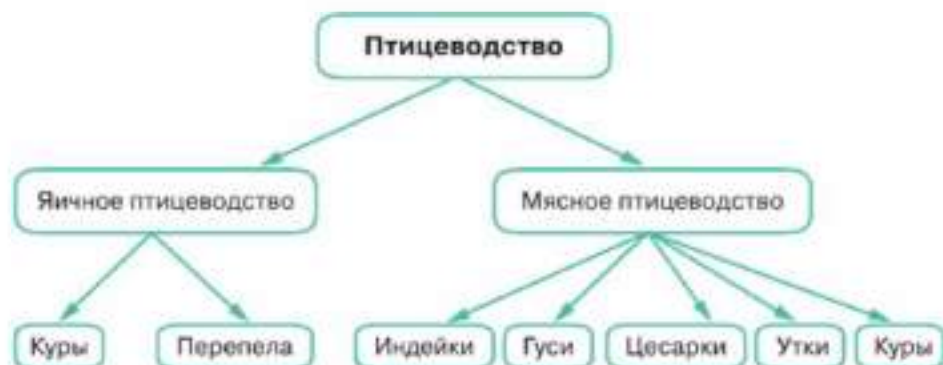 Птицеводство
Яичное птицеводство
Мясное птицеводство
Куры
Перепела
Индейки
Гуси
Цесарки
Утки
Куры